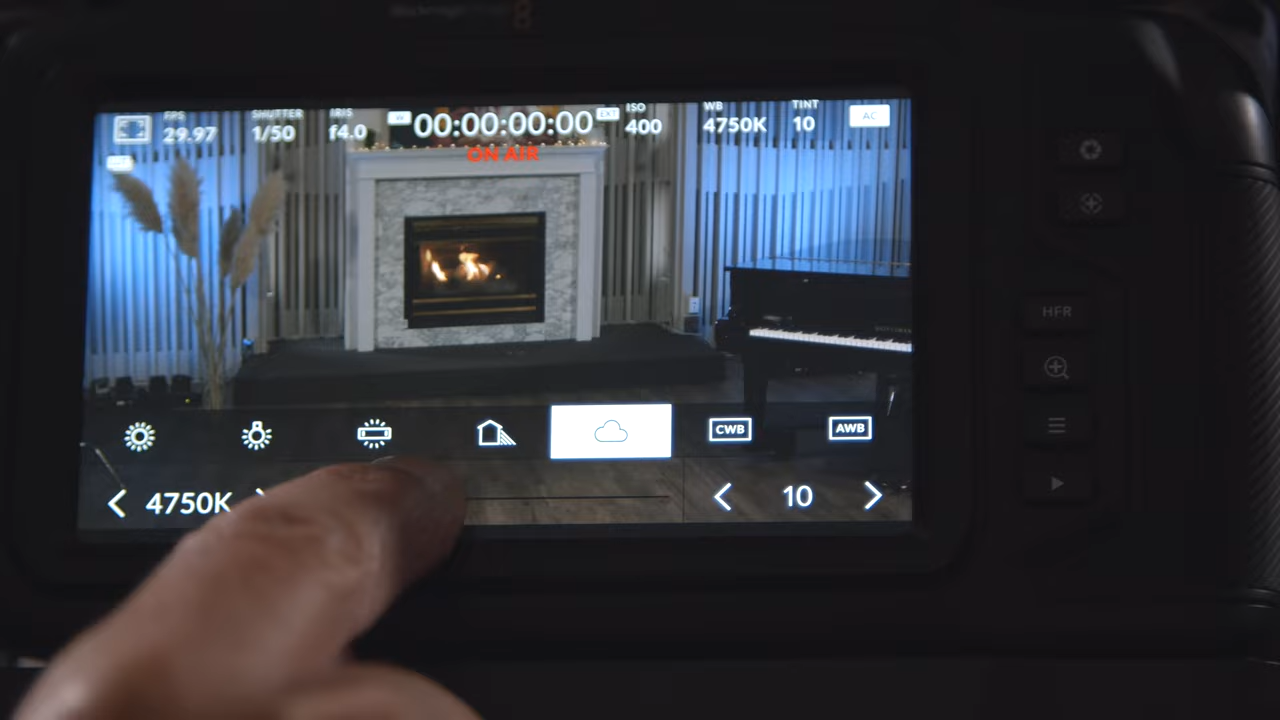 FPS SHUTTER IRIS ISO WB TINT
29.97 1/50 f4.0 00:00:00:00 EXT 400 4750K 10 AC
ON AIR
CWB AWB
4750K 10
HFR